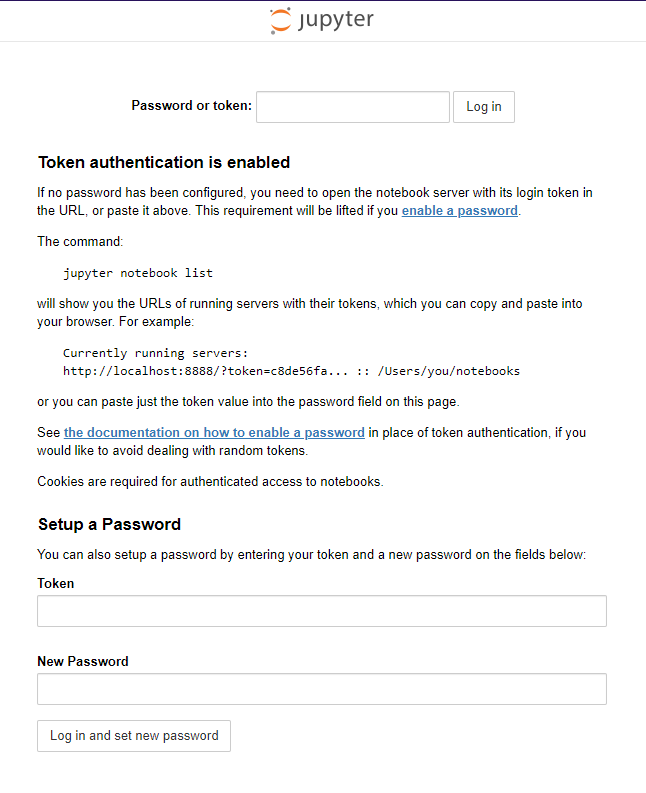 jupyter
Password or token: Log in
Token authentication is enabled
If no password has been configured, you need to open the notebook server with its login token in
the URL, or paste it above. This requirement will be lifted if you enable a password.
The command:
jupyter notebook list
will show you the URLs of running servers with their tokens, which you can copy and paste into
your browser. For example:
Currently running servers:
http://localhost:8888/?token=c8de56fa... :: /Users/you/notebooks
or you can paste just the token value into the password field on this page.
See the documentation on how to enable a password in place of token authentication, if you
would like to avoid dealing with random tokens.
Cookies are required for authenticated access to notebooks.
Setup a Password
You can also setup a password by entering your token and a new password on the fields below:
Token
New Password
Log in and set new password